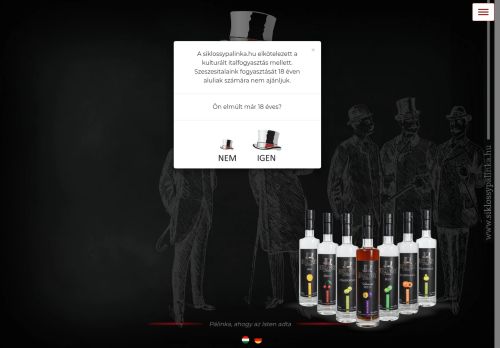 A siklossypalinka.hu elkötelezett a
kulturált italfogyasztás mellett.
Szeszesitalaink fogyasztását 18 éven
aluliak számára nem ajánljuk.
×
Ön elmúlt már 18 éves?
NEM
IGEN
www.siklossypalinka.hu
Pálinka, ahogy az Isten adta